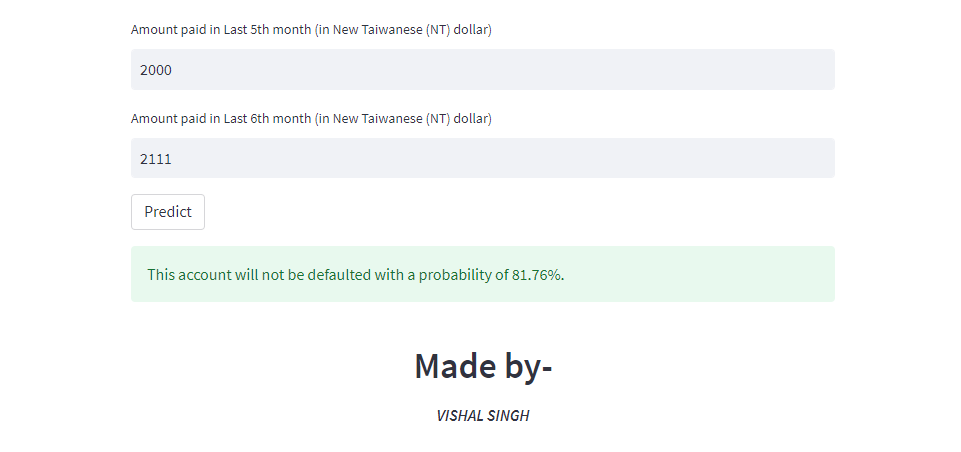 Amount paid in Last 5th month (in New Taiwanese (NT) dollar)
2000
Amount paid in Last 6th month (in New Taiwanese (NT) dollar)
2111
Predict
This account will not be defaulted with a probability of 81.76%.
Made by-
VISHAL SINGH